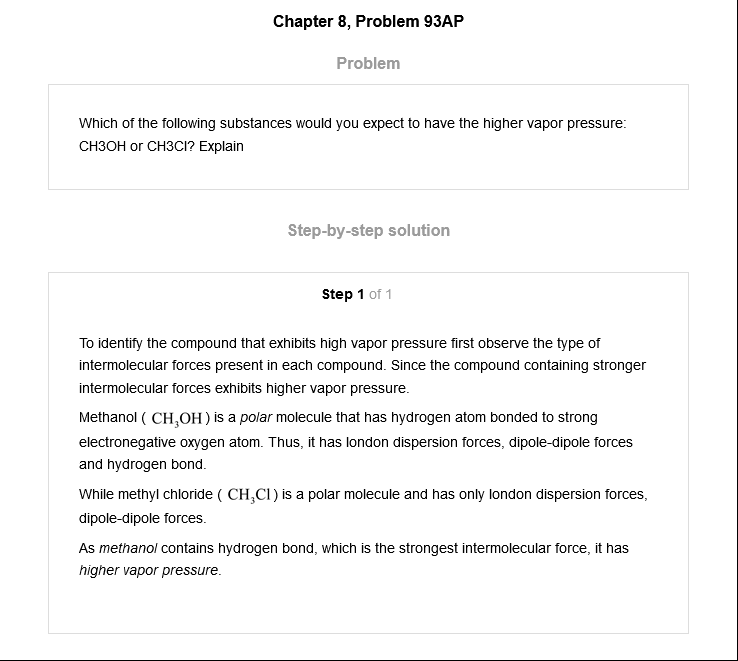 Chapter 8, Problem 93AP
Problem
Which of the following substances would you expect to have the higher vapor pressure:
CH3OH or CH3Cl? Explain
Step-by-step solution
Step 1 of 1
To identify the compound that exhibits high vapor pressure first observe the type of
intermolecular forces present in each compound. Since the compound containing stronger
intermolecular forces exhibits higher vapor pressure.
Methanol ( CH₃OH ) is a polar molecule that has hydrogen atom bonded to strong
electronegative oxygen atom. Thus, it has london dispersion forces, dipole-dipole forces
and hydrogen bond.
While methyl chloride ( CH₃Cl ) is a polar molecule and has only london dispersion forces,
dipole-dipole forces.
As methanol contains hydrogen bond, which is the strongest intermolecular force, it has
higher vapor pressure.